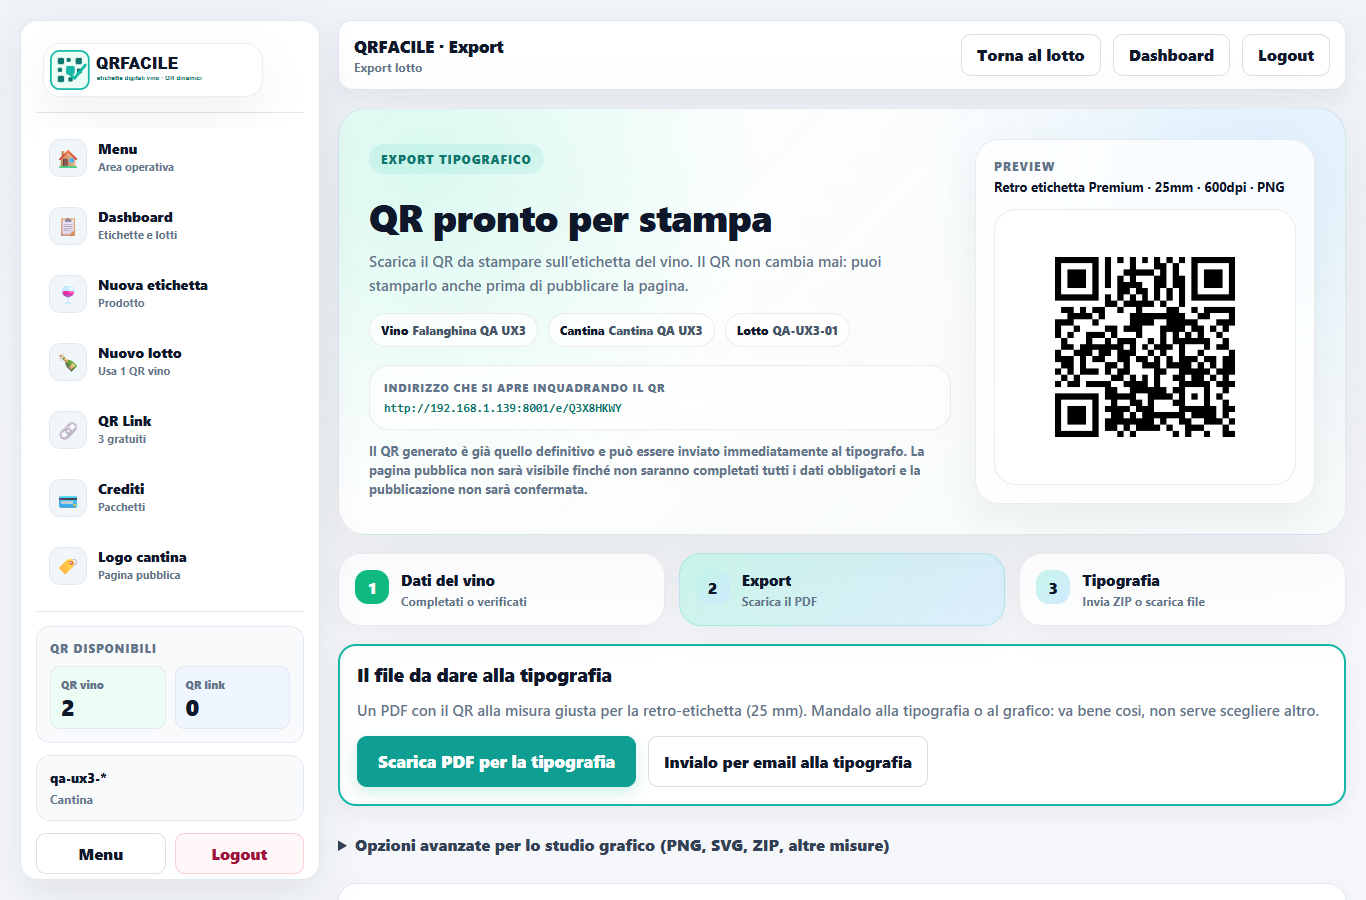 QRFACILE
etichette digitali vino · QR dinamici
Menu
Area operativa
Dashboard
Etichette e lotti
Nuova etichetta
Prodotto
Nuovo lotto
Usa 1 QR vino
QR Link
3 gratuiti
Crediti
Pacchetti
Logo cantina
Pagina pubblica
QR DISPONIBILI
QR vino
2
QR link
0
qa-ux3-*
Cantina
Menu
Logout
QRFACILE · Export
Export lotto
Torna al lotto
Dashboard
Logout
EXPORT TIPOGRAFICO
QR pronto per stampa
Scarica il QR da stampare sull’etichetta del vino. Il QR non cambia mai: puoi
stamparlo anche prima di pubblicare la pagina.
Vino Falanghina QA UX3
Cantina Cantina QA UX3
Lotto QA-UX3-01
INDIRIZZO CHE SI APRE INQUADRANDO IL QR
http://192.168.1.139:8001/e/Q3X8HKWY
Il QR generato è già quello definitivo e può essere inviato immediatamente al tipografo. La
pagina pubblica non sarà visibile finché non saranno completati tutti i dati obbligatori e la
pubblicazione non sarà confermata.
PREVIEW
Retro etichetta Premium · 25mm · 600dpi · PNG
1
Dati del vino
Completati o verificati
2
Export
Scarica il PDF
3
Tipografia
Invia ZIP o scarica file
Il file da dare alla tipografia
Un PDF con il QR alla misura giusta per la retro-etichetta (25 mm). Mandalo alla tipografia o al grafico: va bene così, non serve scegliere altro.
Scarica PDF per la tipografia
Invialo per email alla tipografia
Opzioni avanzate per lo studio grafico (PNG, SVG, ZIP, altre misure)